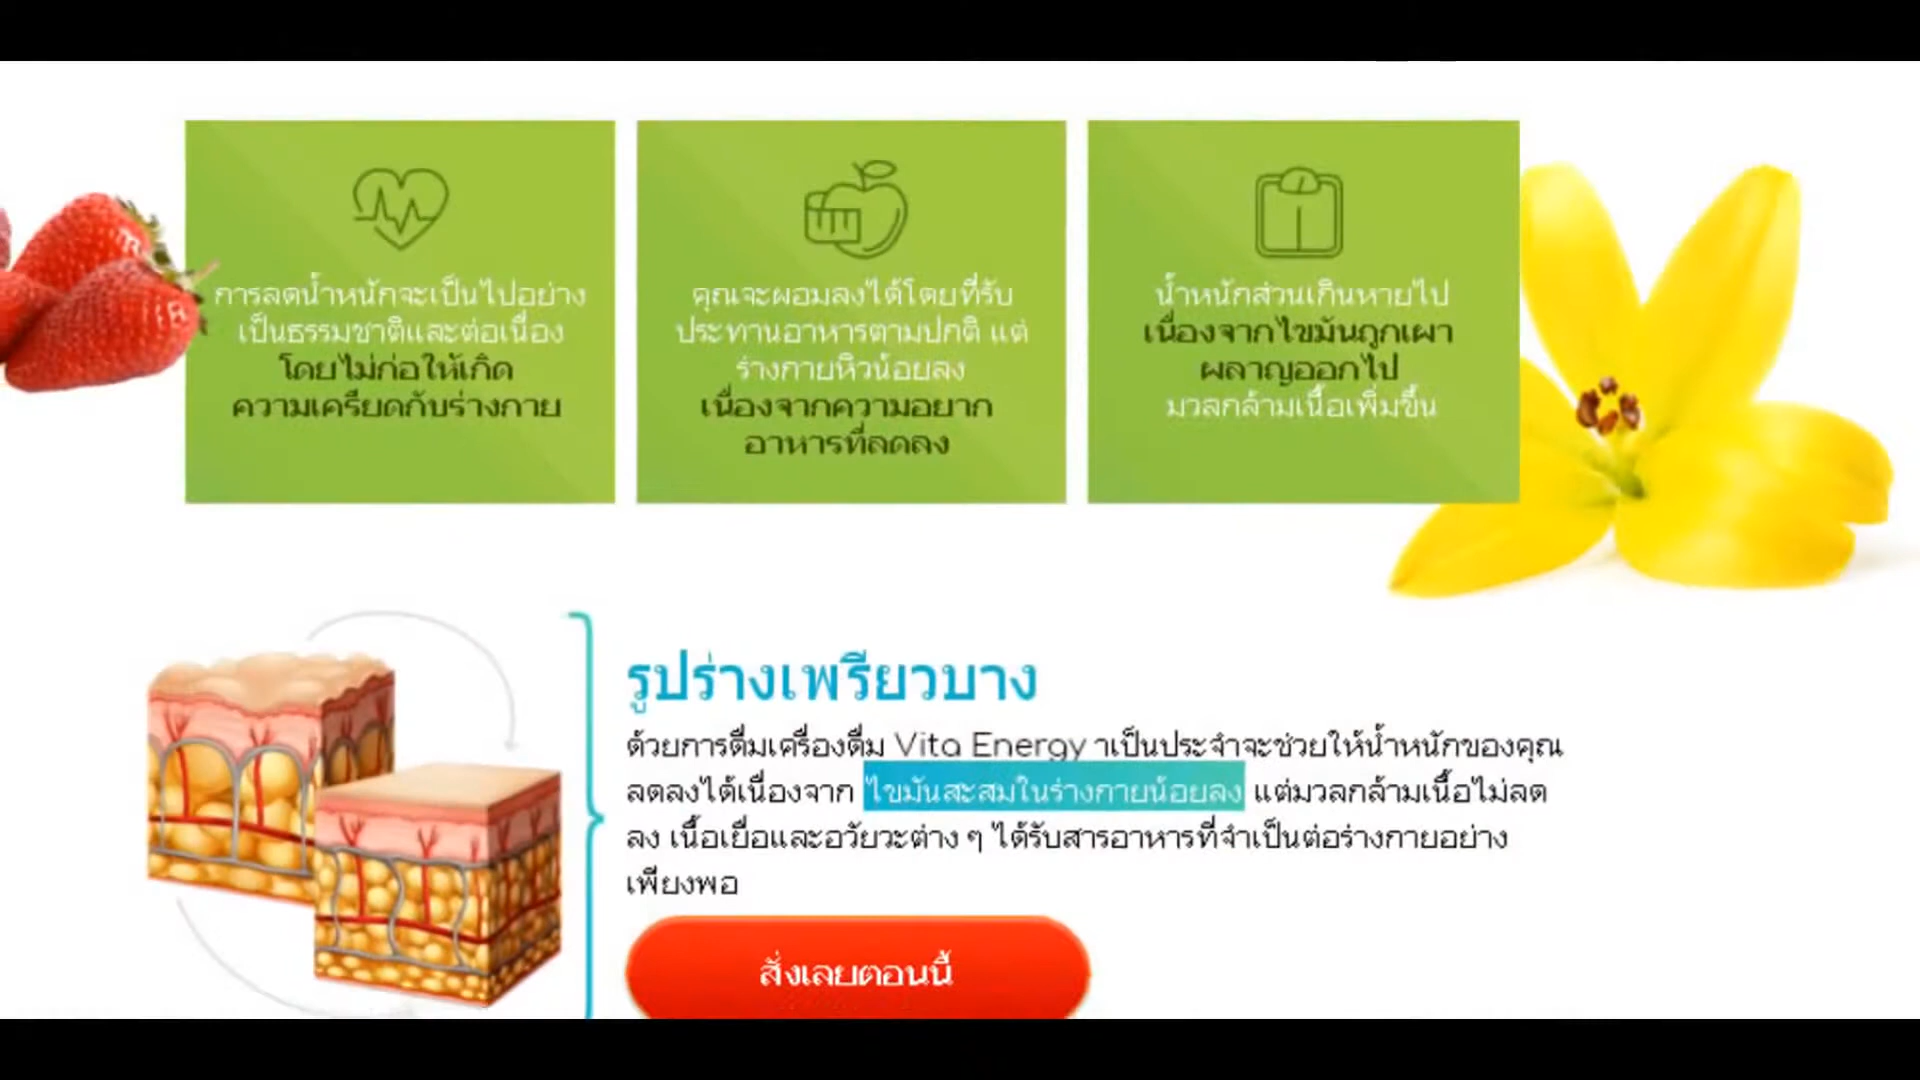 การลดน้ำหนักจะเป็นไปอย่าง
เป็นธรรมชาติและต่อเนื่อง
โดยไม่ก่อให้เกิด
ความเครียดกับร่างกาย
คุณจะผอมลงได้โดยที่รับ
ประทานอาหารตามปกติ แต่
ร่างกายหิวน้อยลง
เนื่องจากความอยาก
อาหารที่ลดลง
น้ำหนักส่วนเกินหายไป
เนื่องจากไขมันถูกเผา
ผลาญออกไป
มวลกล้ามเนื้อเพิ่มขึ้น
รูปร่างเพรียวบาง
ด้วยการดื่มเครื่องดื่ม Vita Energy าเป็นประจำจะช่วยให้น้ำหนักของคุณ
ลดลงได้เนื่องจาก ไขมันสะสมในร่างกายน้อยลง แต่มวลกล้ามเนื้อไม่ลด
ลง เนื้อเยื่อและอวัยวะต่าง ๆ ได้รับสารอาหารที่จำเป็นต่อร่างกายอย่าง
เพียงพอ
สั่งเลยตอนนี้